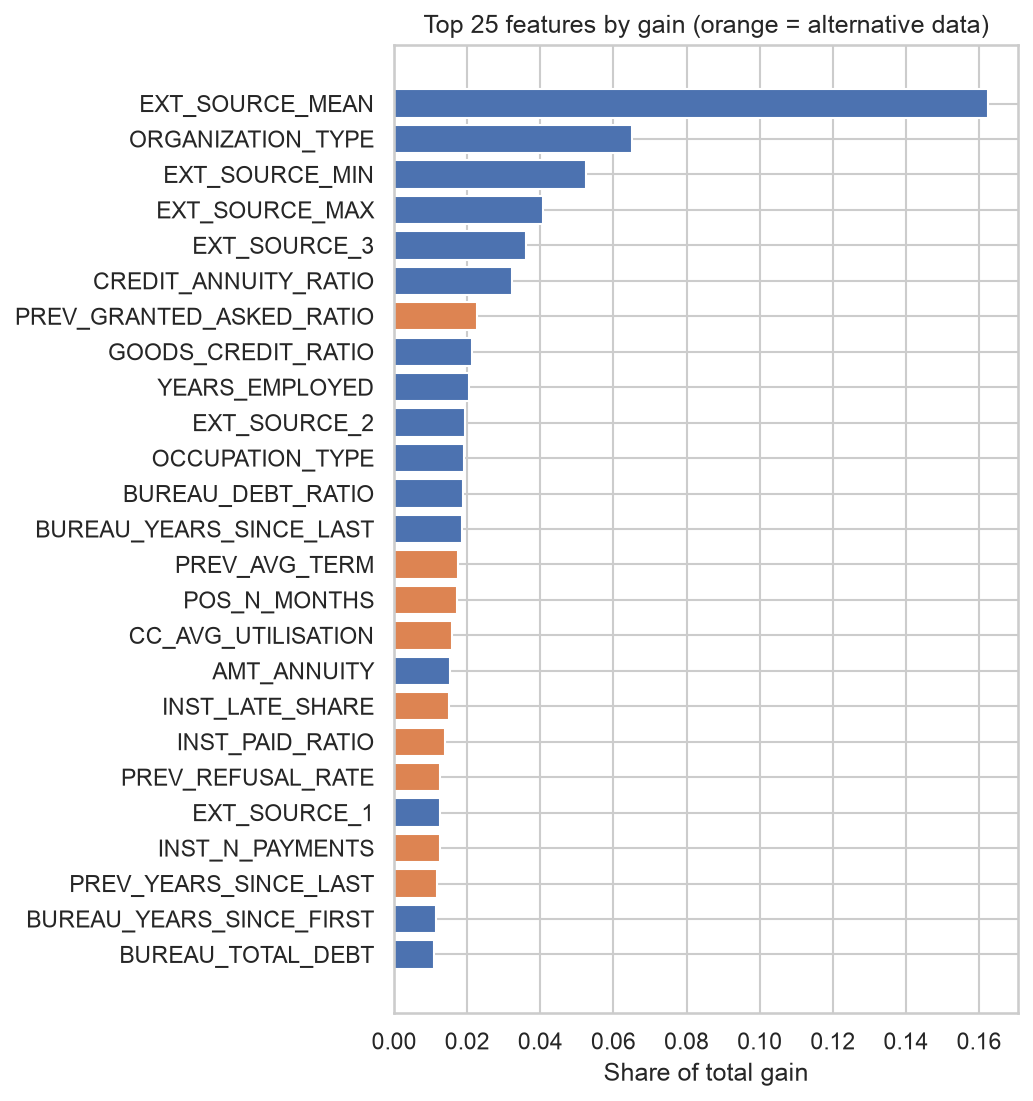 Top 25 features by gain (orange = alternative data)
EXT_SOURCE_MEAN
ORGANIZATION_TYPE
EXT_SOURCE_MIN
EXT_SOURCE_MAX
EXT_SOURCE_3
CREDIT_ANNUITY_RATIO
PREV_GRANTED_ASKED_RATIO
GOODS_CREDIT_RATIO
YEARS_EMPLOYED
EXT_SOURCE_2
OCCUPATION_TYPE
BUREAU_DEBT_RATIO
BUREAU_YEARS_SINCE_LAST
PREV_AVG_TERM
POS_N_MONTHS
CC_AVG_UTILISATION
AMT_ANNUITY
INST_LATE_SHARE
INST_PAID_RATIO
PREV_REFUSAL_RATE
EXT_SOURCE_1
INST_N_PAYMENTS
PREV_YEARS_SINCE_LAST
BUREAU_YEARS_SINCE_FIRST
BUREAU_TOTAL_DEBT
0.00 0.02 0.04 0.06 0.08 0.10 0.12 0.14 0.16
Share of total gain